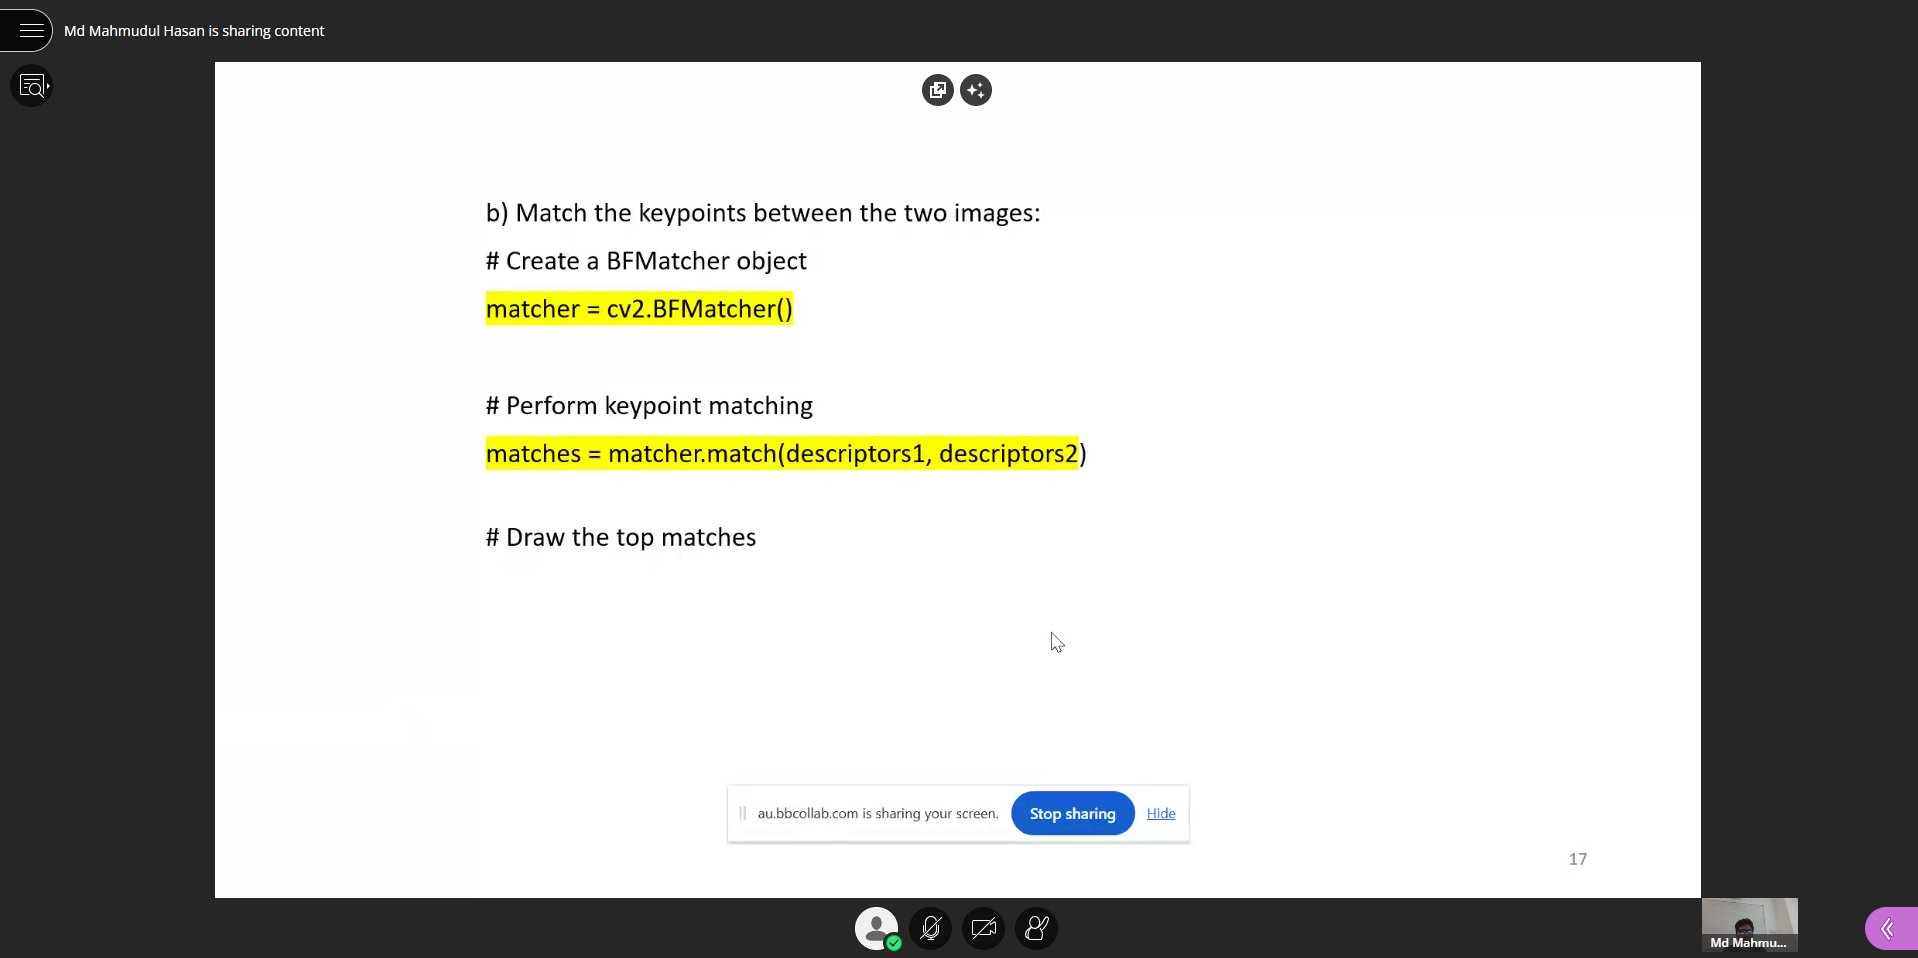 Md Mahmudul Hasan is sharing content
b) Match the keypoints between the two images:
# Create a BFMatcher object
matcher = cv2.BFMatcher()
# Perform keypoint matching
matches = matcher.match(descriptors1, descriptors2)
# Draw the top matches
au.bbcollab.com is sharing your screen. Stop sharing Hide
17
Md Mahmu...